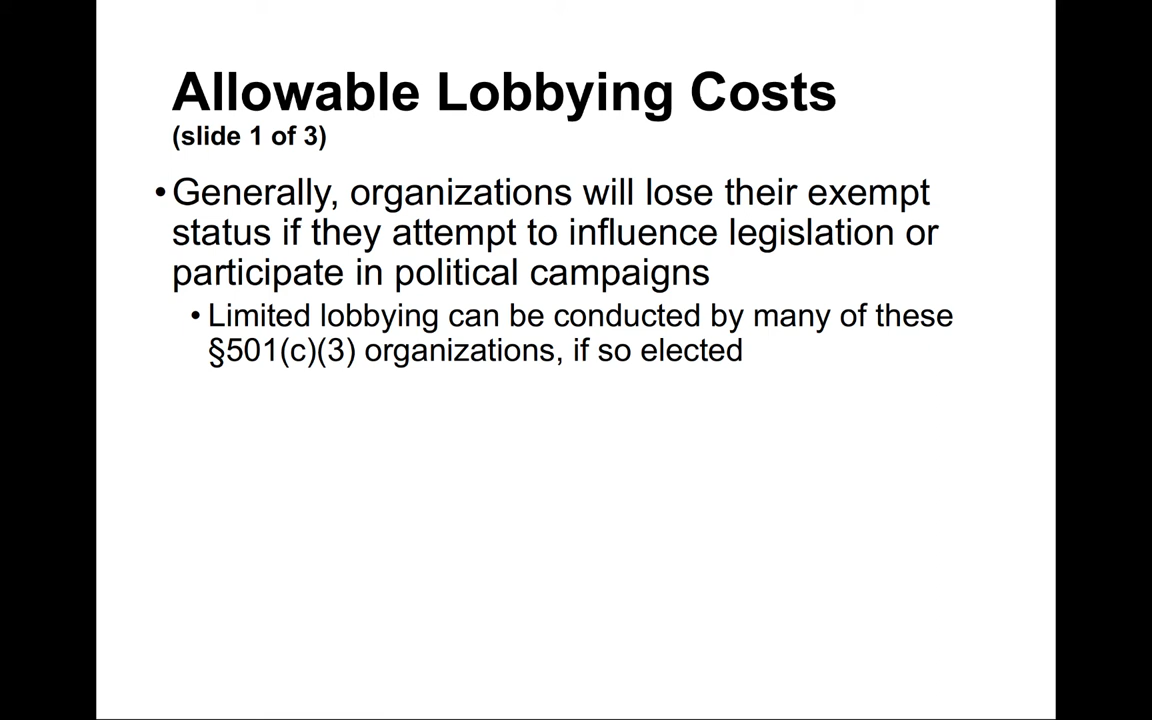 Allowable Lobbying Costs
(slide 1 of 3)
•Generally, organizations will lose their exempt
status if they attempt to influence legislation or
participate in political campaigns
•Limited lobbying can be conducted by many of these
§501(c)(3) organizations, if so elected